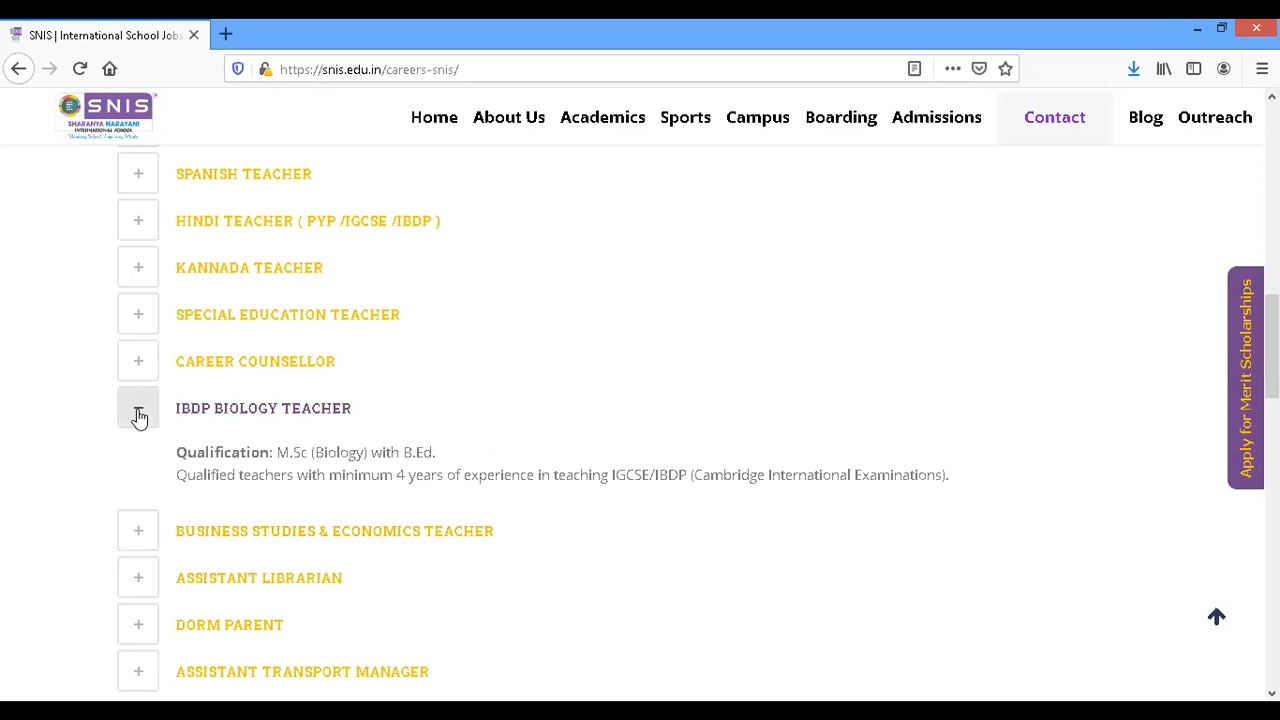 SNIS | International School Jobs
https://snis.edu.in/careers-snis/
SNIS
SHARANYA NARAYANI
INTERNATIONAL SCHOOL
Home About Us Academics Sports Campus Boarding Admissions Contact Blog Outreach
SPANISH TEACHER
HINDI TEACHER ( PYP /IGCSE /IBDP )
KANNADA TEACHER
SPECIAL EDUCATION TEACHER
CAREER COUNSELLOR
IBDP BIOLOGY TEACHER
Qualification: M.Sc (Biology) with B.Ed.
Qualified teachers with minimum 4 years of experience in teaching IGCSE/IBDP (Cambridge International Examinations).
BUSINESS STUDIES & ECONOMICS TEACHER
ASSISTANT LIBRARIAN
DORM PARENT
ASSISTANT TRANSPORT MANAGER
Apply for Merit Scholarships